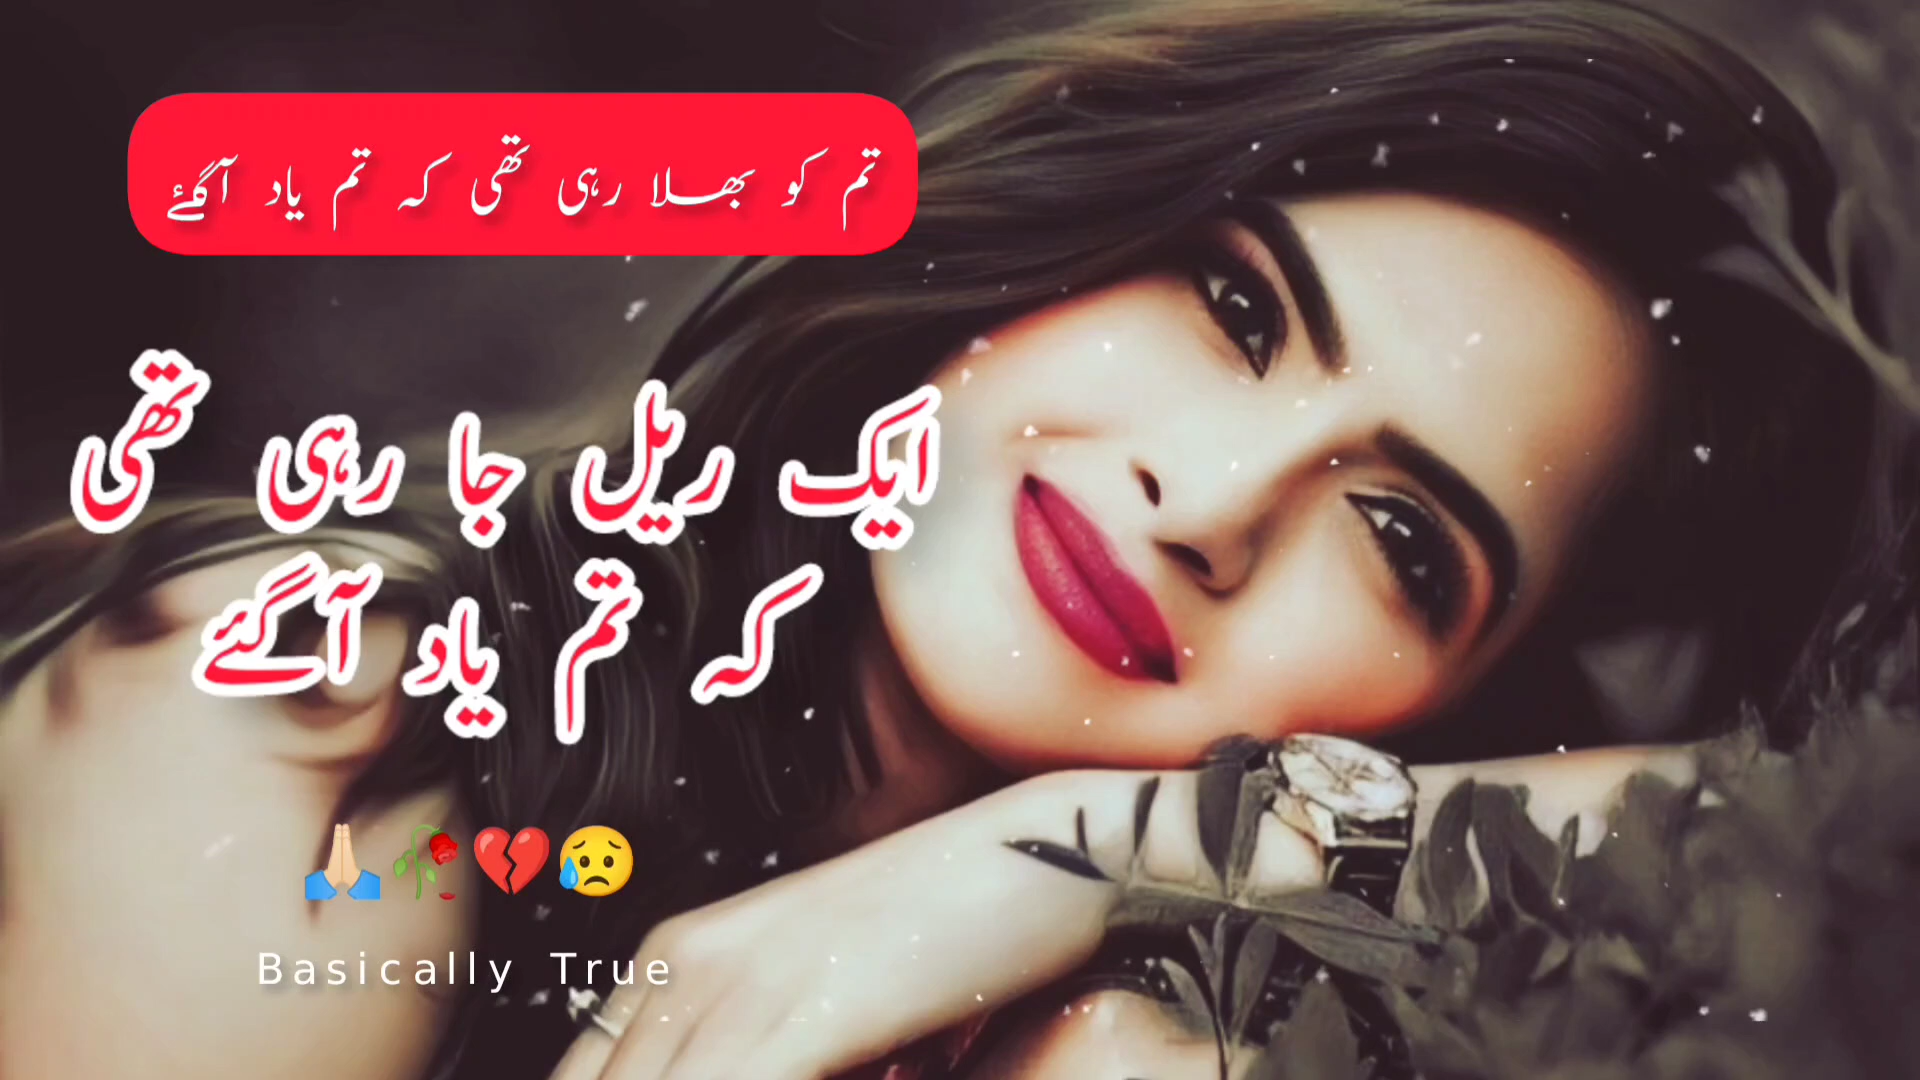 تم کو بھلا رہی تھی کہ تم یاد آگئے
ایک ریل جا رہی تھی
کہ تم یاد آگئے
🙏🏻🥀💔😥
Basically True